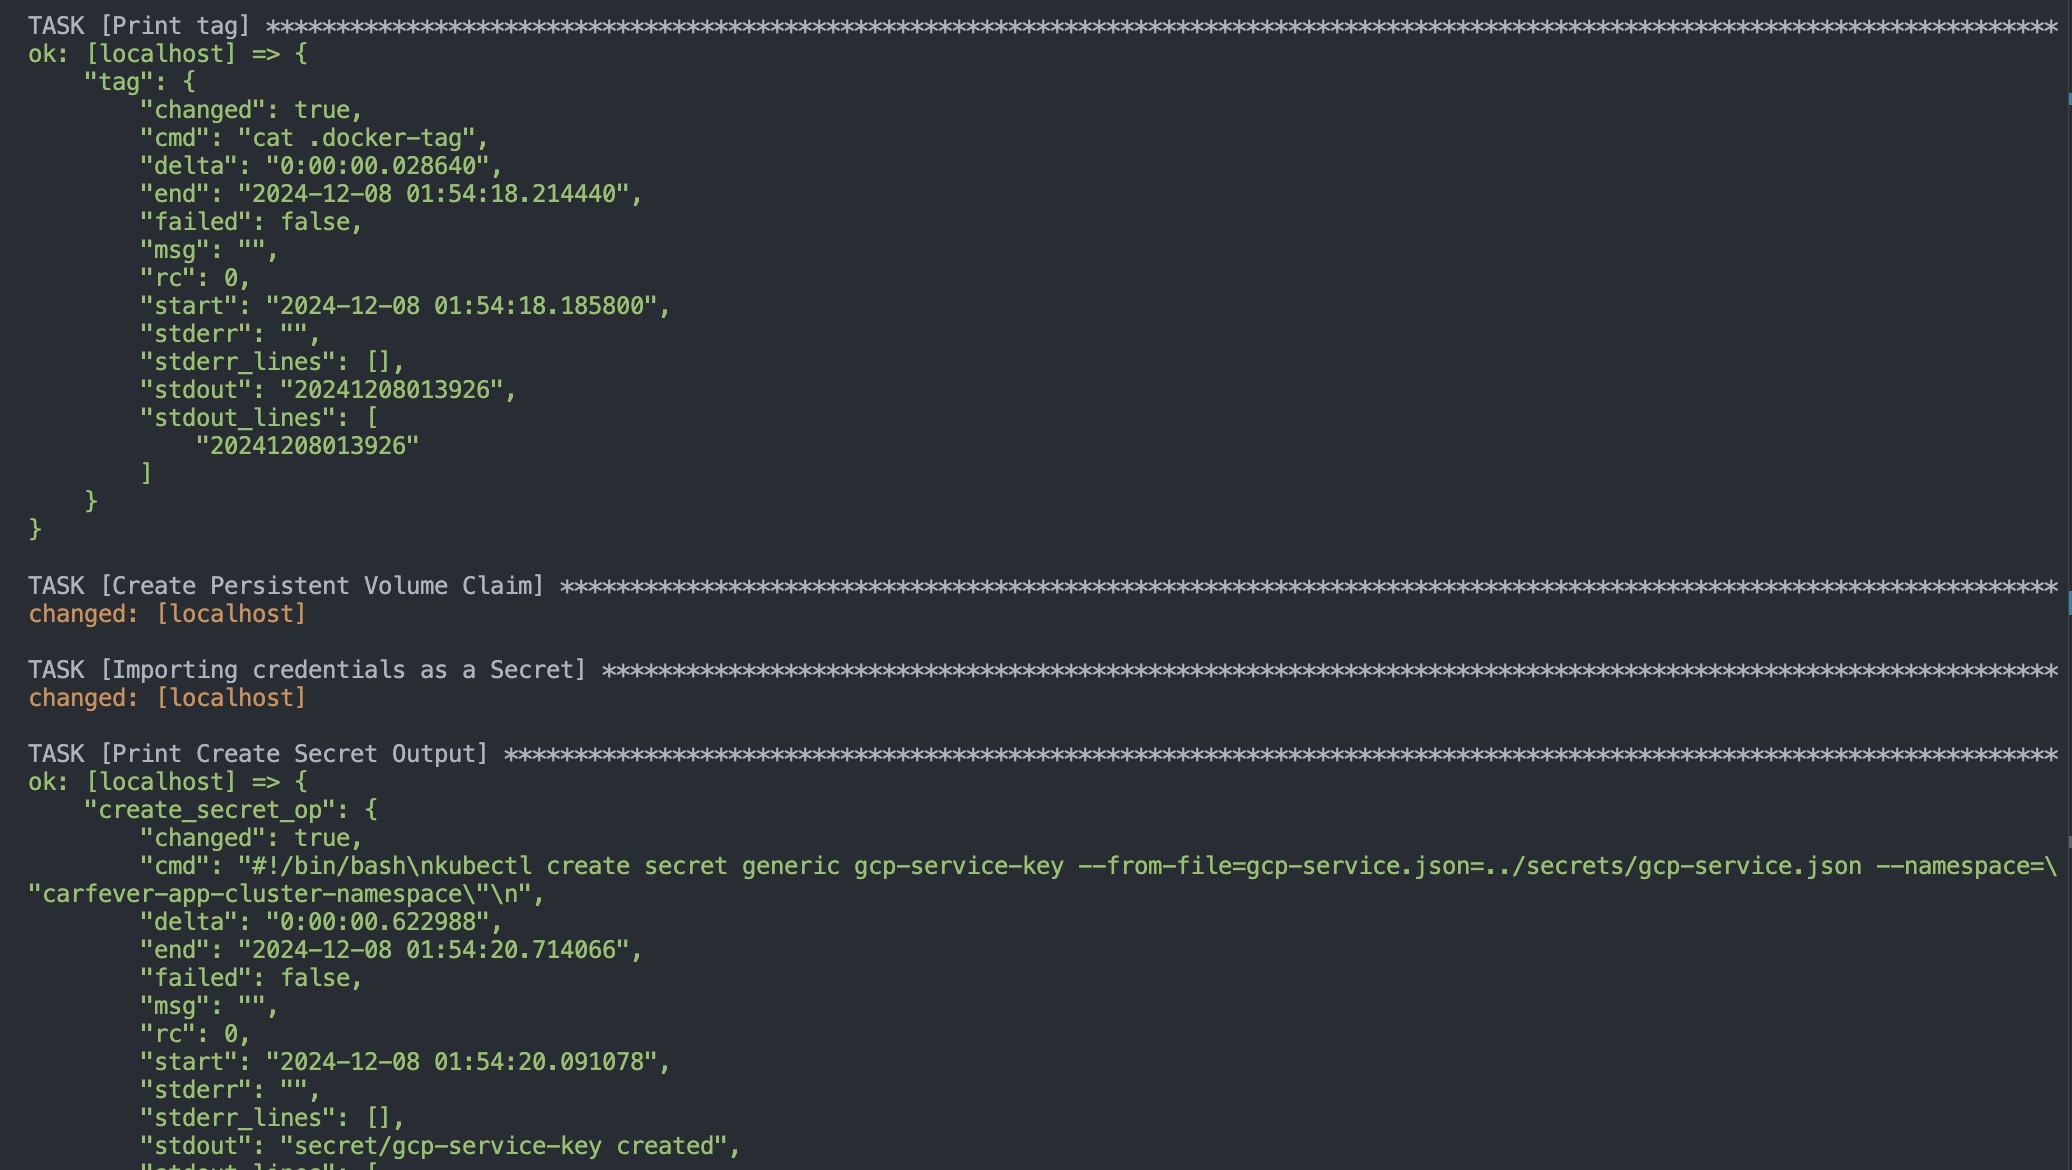 TASK [Print tag] ********************************************************************************************************************************
ok: [localhost] => {
    "tag": {
        "changed": true,
        "cmd": "cat .docker-tag",
        "delta": "0:00:00.028640",
        "end": "2024-12-08 01:54:18.214440",
        "failed": false,
        "msg": "",
        "rc": 0,
        "start": "2024-12-08 01:54:18.185800",
        "stderr": "",
        "stderr_lines": [],
        "stdout": "20241208013926",
        "stdout_lines": [
            "20241208013926"
        ]
    }
}
TASK [Create Persistent Volume Claim] ***********************************************************************************************************
changed: [localhost]
TASK [Importing credentials as a Secret] ********************************************************************************************************
changed: [localhost]
TASK [Print Create Secret Output] ***************************************************************************************************************
ok: [localhost] => {
    "create_secret_op": {
        "changed": true,
        "cmd": "#!/bin/bash\nkubectl create secret generic gcp-service-key --from-file=gcp-service.json=../secrets/gcp-service.json --namespace=\
"carfever-app-cluster-namespace\"\n",
        "delta": "0:00:00.622988",
        "end": "2024-12-08 01:54:20.714066",
        "failed": false,
        "msg": "",
        "rc": 0,
        "start": "2024-12-08 01:54:20.091078",
        "stderr": "",
        "stderr_lines": [],
        "stdout": "secret/gcp-service-key created",
        "stdout_lines": [